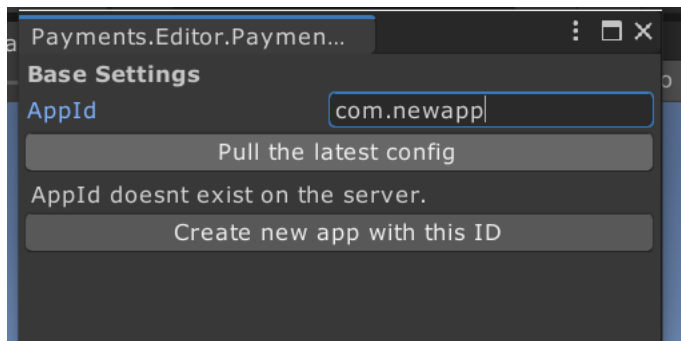 Payments.Editor.Paymen...
Base Settings
AppId com.newapp
Pull the latest config
AppId doesnt exist on the server.
Create new app with this ID